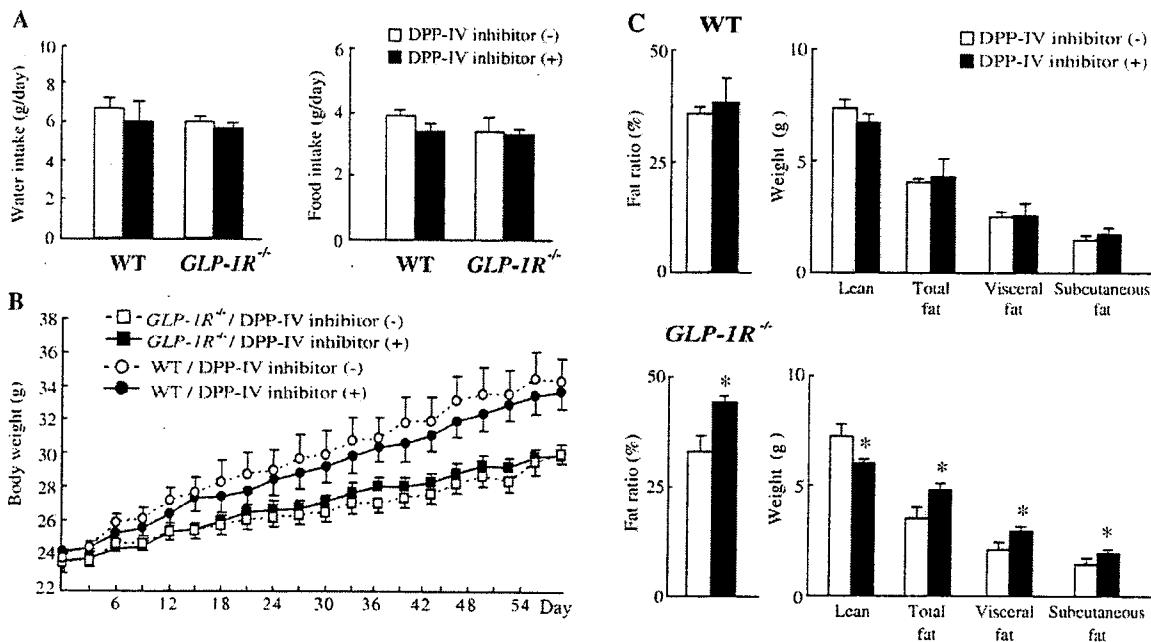 A
DPP-IV inhibitor (-)
DPP-IV inhibitor (+)
Water intake (g/day)
10
8
6
4
2
0
WT
GLP-1R-/-
Food intake (g/day)
6
4
2
0
WT
GLP-1R-/-
B
Body weight (g)
38
36
34
32
30
28
26
24
22
GLP-1R-/- / DPP-IV inhibitor (-)
GLP-1R-/- / DPP-IV inhibitor (+)
WT / DPP-IV inhibitor (-)
WT / DPP-IV inhibitor (+)
6 12 18 24 30 36 42 48 54 Day
C
WT
DPP-IV inhibitor (-)
DPP-IV inhibitor (+)
Fat ratio (%)
50
25
0
Weight (g)
10
5
0
Lean
Total fat
Visceral fat
Subcutaneous fat
GLP-1R-/-
Fat ratio (%)
50
25
0
*
Weight (g)
10
5
0
* * * *
Lean
Total fat
Visceral fat
Subcutaneous fat